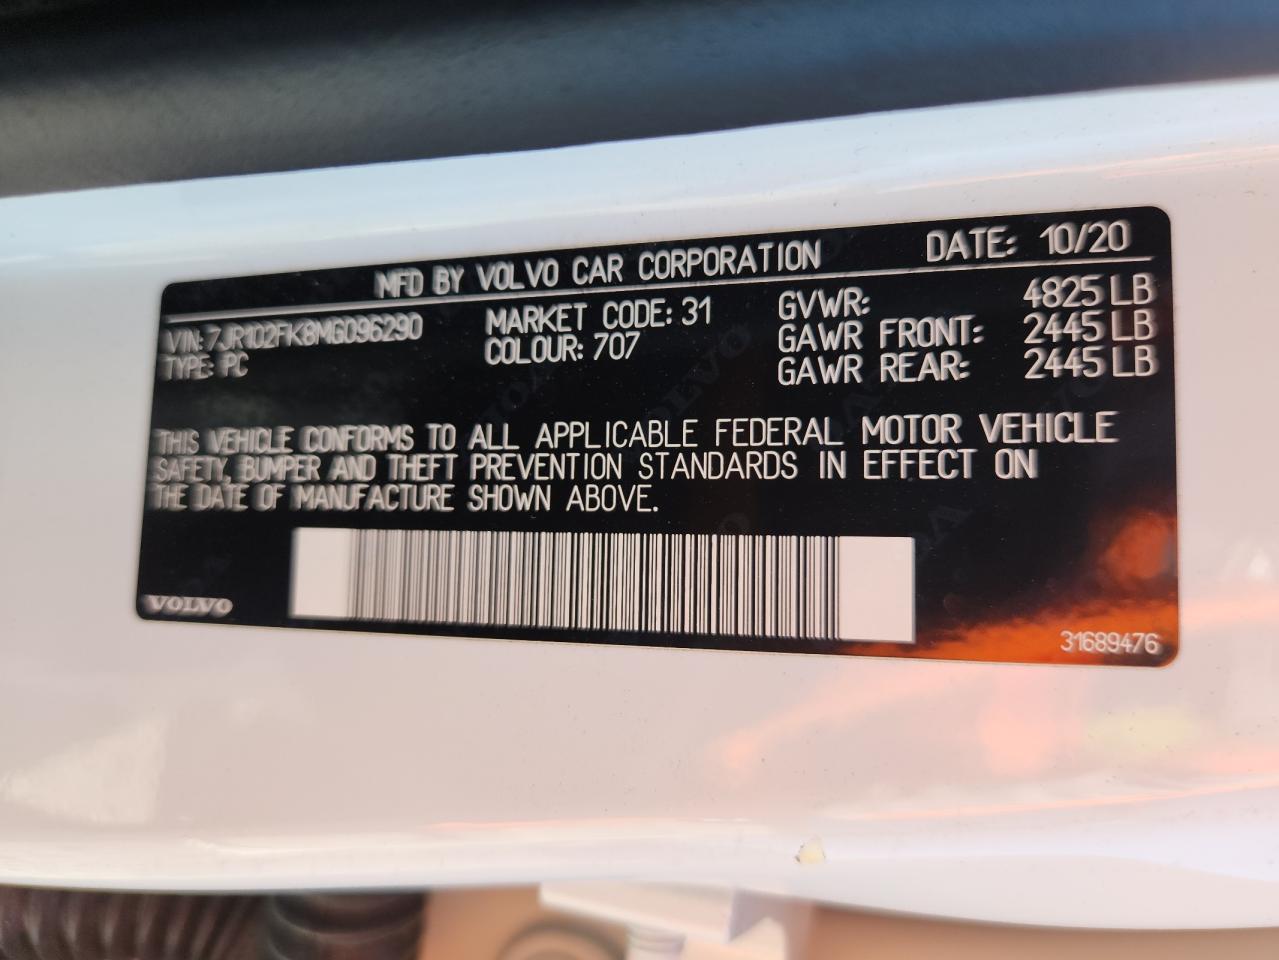 MFD BY VOLVO CAR CORPORATION DATE: 10/20
VIN: 7JR102FK8MG096290 MARKET CODE: 31 GVWR: 4825 LB
TYPE: PC COLOUR: 707 GAWR FRONT: 2445 LB
GAWR REAR: 2445 LB
THIS VEHICLE CONFORMS TO ALL APPLICABLE FEDERAL MOTOR VEHICLE
SAFETY, BUMPER AND THEFT PREVENTION STANDARDS IN EFFECT ON
THE DATE OF MANUFACTURE SHOWN ABOVE.
VOLVO
31689476